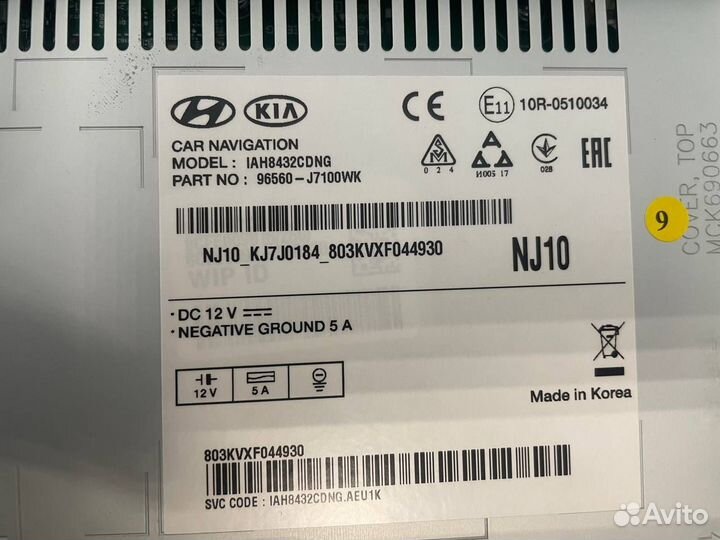 HYUNDAI KIA CE E11 10R-0510034
CAR NAVIGATION
MODEL : IAH8432CDNG
PART NO : 96560-J7100WK
024
И005 17
028
EAC
NJ10_KJ7J0184_803KVXF044930
NJ10
WIP ID
· DC 12 V
· NEGATIVE GROUND 5 A
12V
5 A
Made in Korea
803KVXF044930
SVC CODE : IAH8432CDNG.AEU1K
9
COVER, TOP
MCK690663
Avito